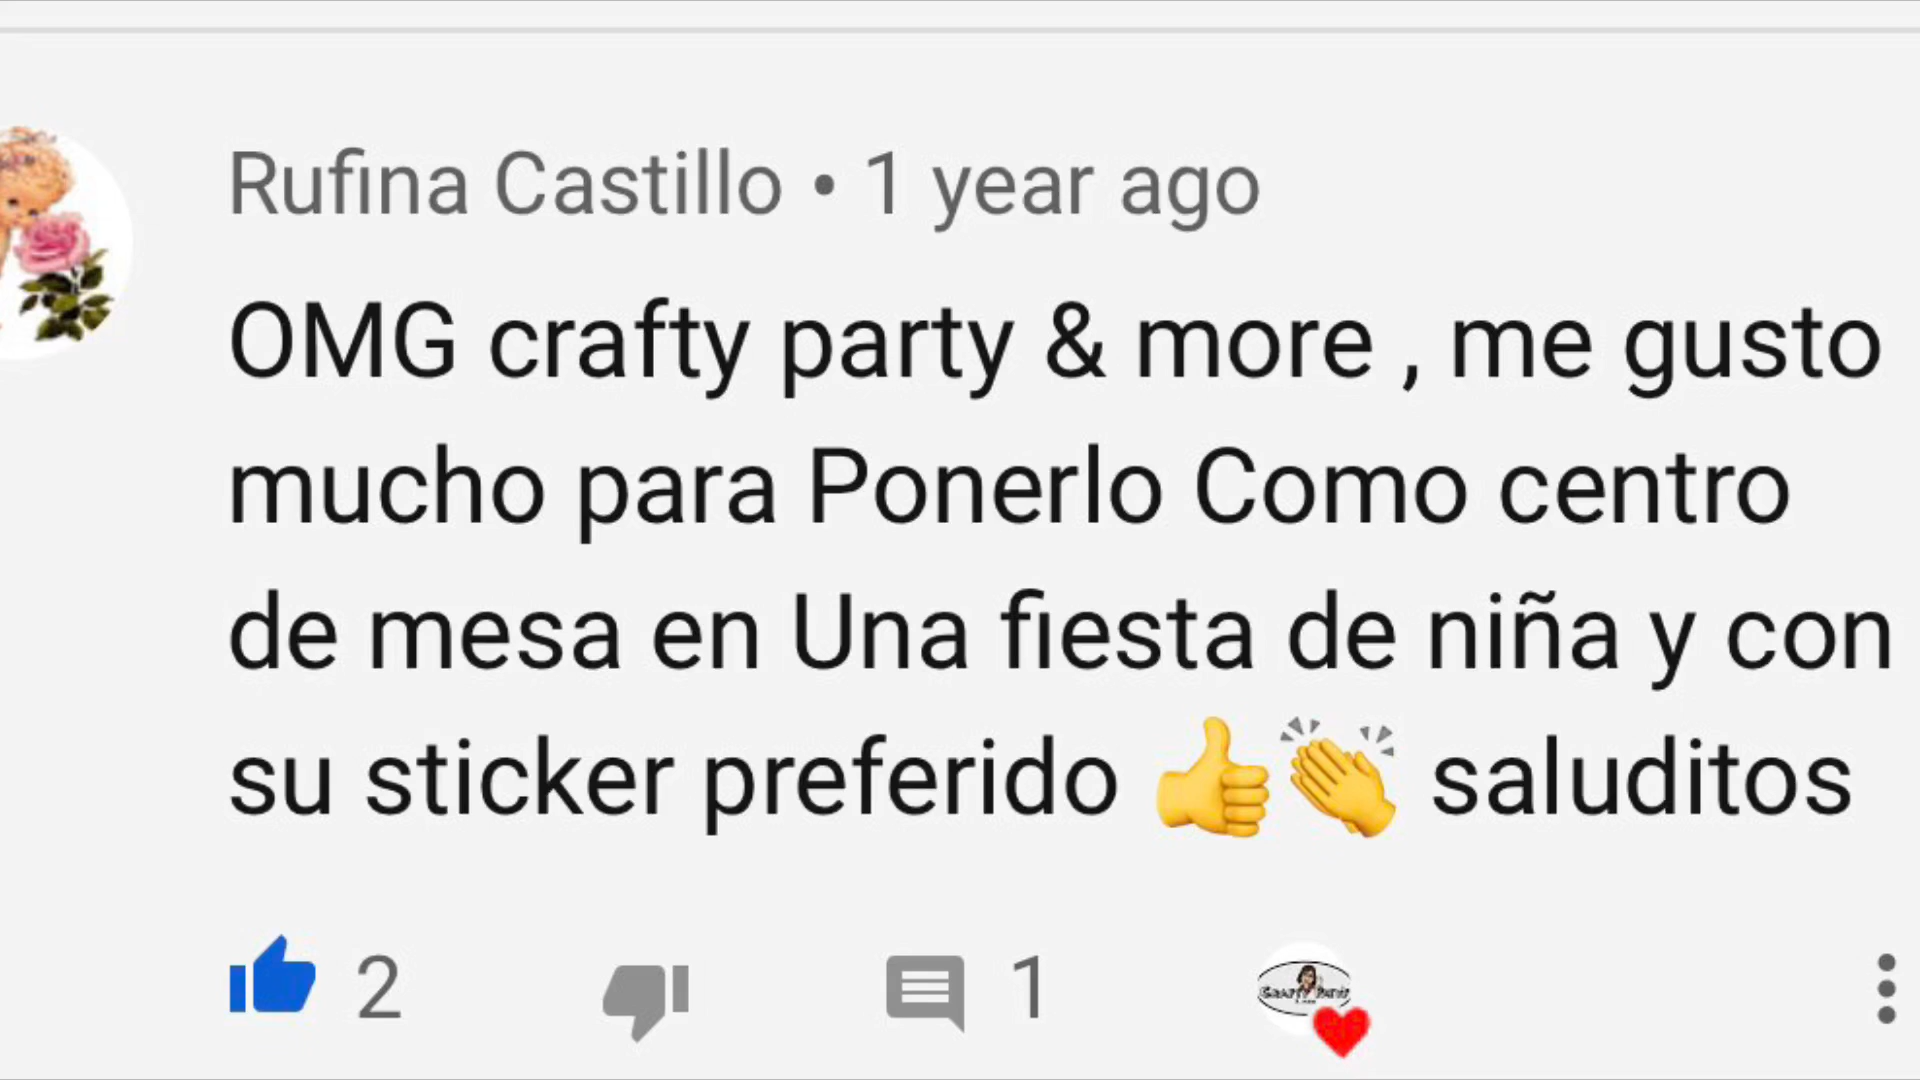 Rufina Castillo • 1 year ago
OMG crafty party & more , me gusto
mucho para Ponerlo Como centro
de mesa en Una fiesta de niña y con
su sticker preferido 👍👏 saluditos
2
1